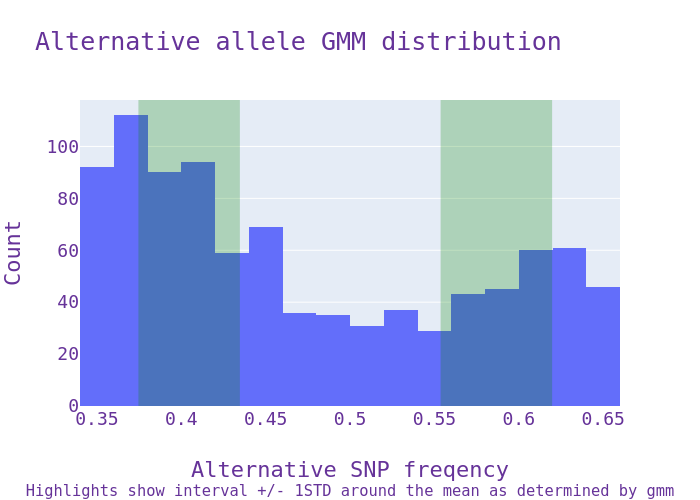 Alternative allele GMM distribution
100
80
60
40
20
0
Count
0.35 0.4 0.45 0.5 0.55 0.6 0.65
Alternative SNP freqency
Highlights show interval +/- 1STD around the mean as determined by gmm